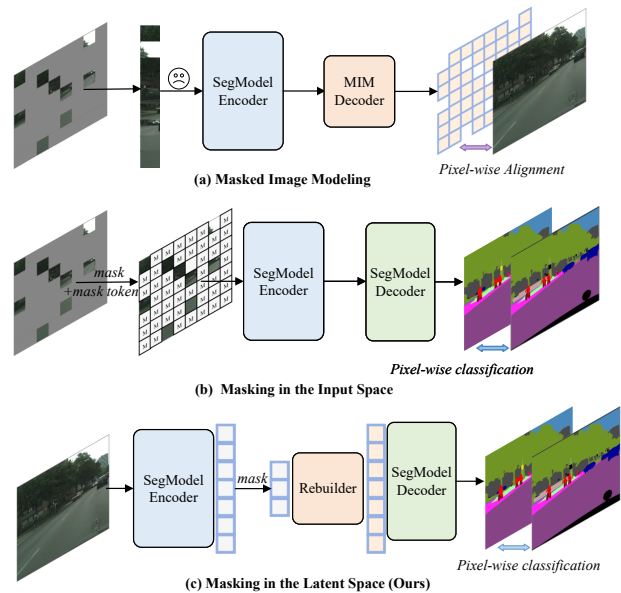 SegModel
Encoder
MIM
Decoder
Pixel-wise Alignment
(a) Masked Image Modeling
mask
+mask token
M M M M M M M
SegModel
Encoder
SegModel
Decoder
Pixel-wise classification
(b) Masking in the Input Space
SegModel
Encoder
mask
Rebuilder
SegModel
Decoder
Pixel-wise classification
(c) Masking in the Latent Space (Ours)